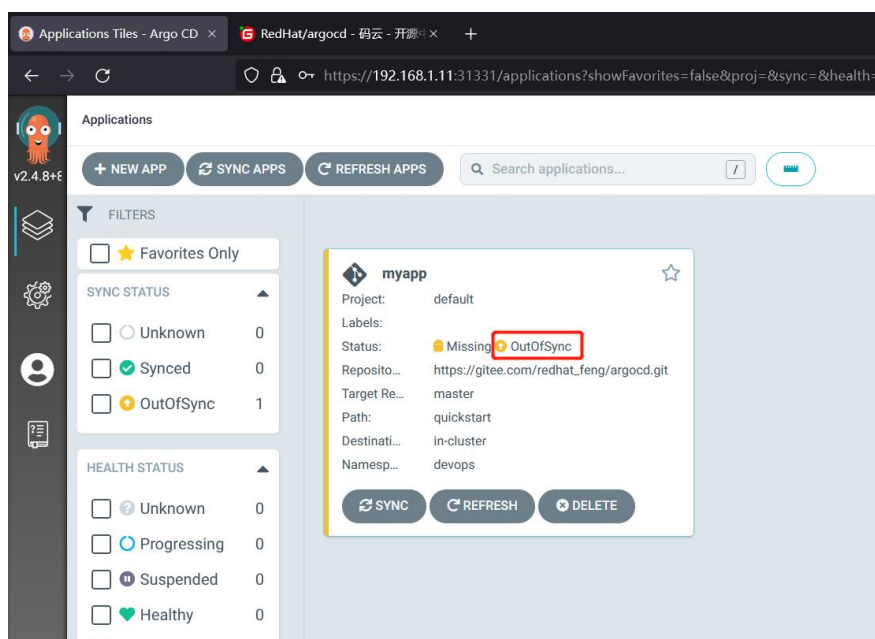 Applications Tiles - Argo CD
RedHat/argocd - 码云 - 开源
https://192.168.1.11:31331/applications?showFavorites=false&proj=&sync=&health=
v2.4.8+
Applications
+ NEW APP
SYNC APPS
REFRESH APPS
Search applications...
/
FILTERS
Favorites Only
SYNC STATUS
Unknown 0
Synced 0
OutOfSync 1
HEALTH STATUS
Unknown 0
Progressing 0
Suspended 0
Healthy 0
myapp
Project: default
Labels:
Status: Missing OutOfSync
Reposito... https://gitee.com/redhat_feng/argocd.git
Target Re... master
Path: quickstart
Destinati... in-cluster
Namesp... devops
SYNC
REFRESH
DELETE